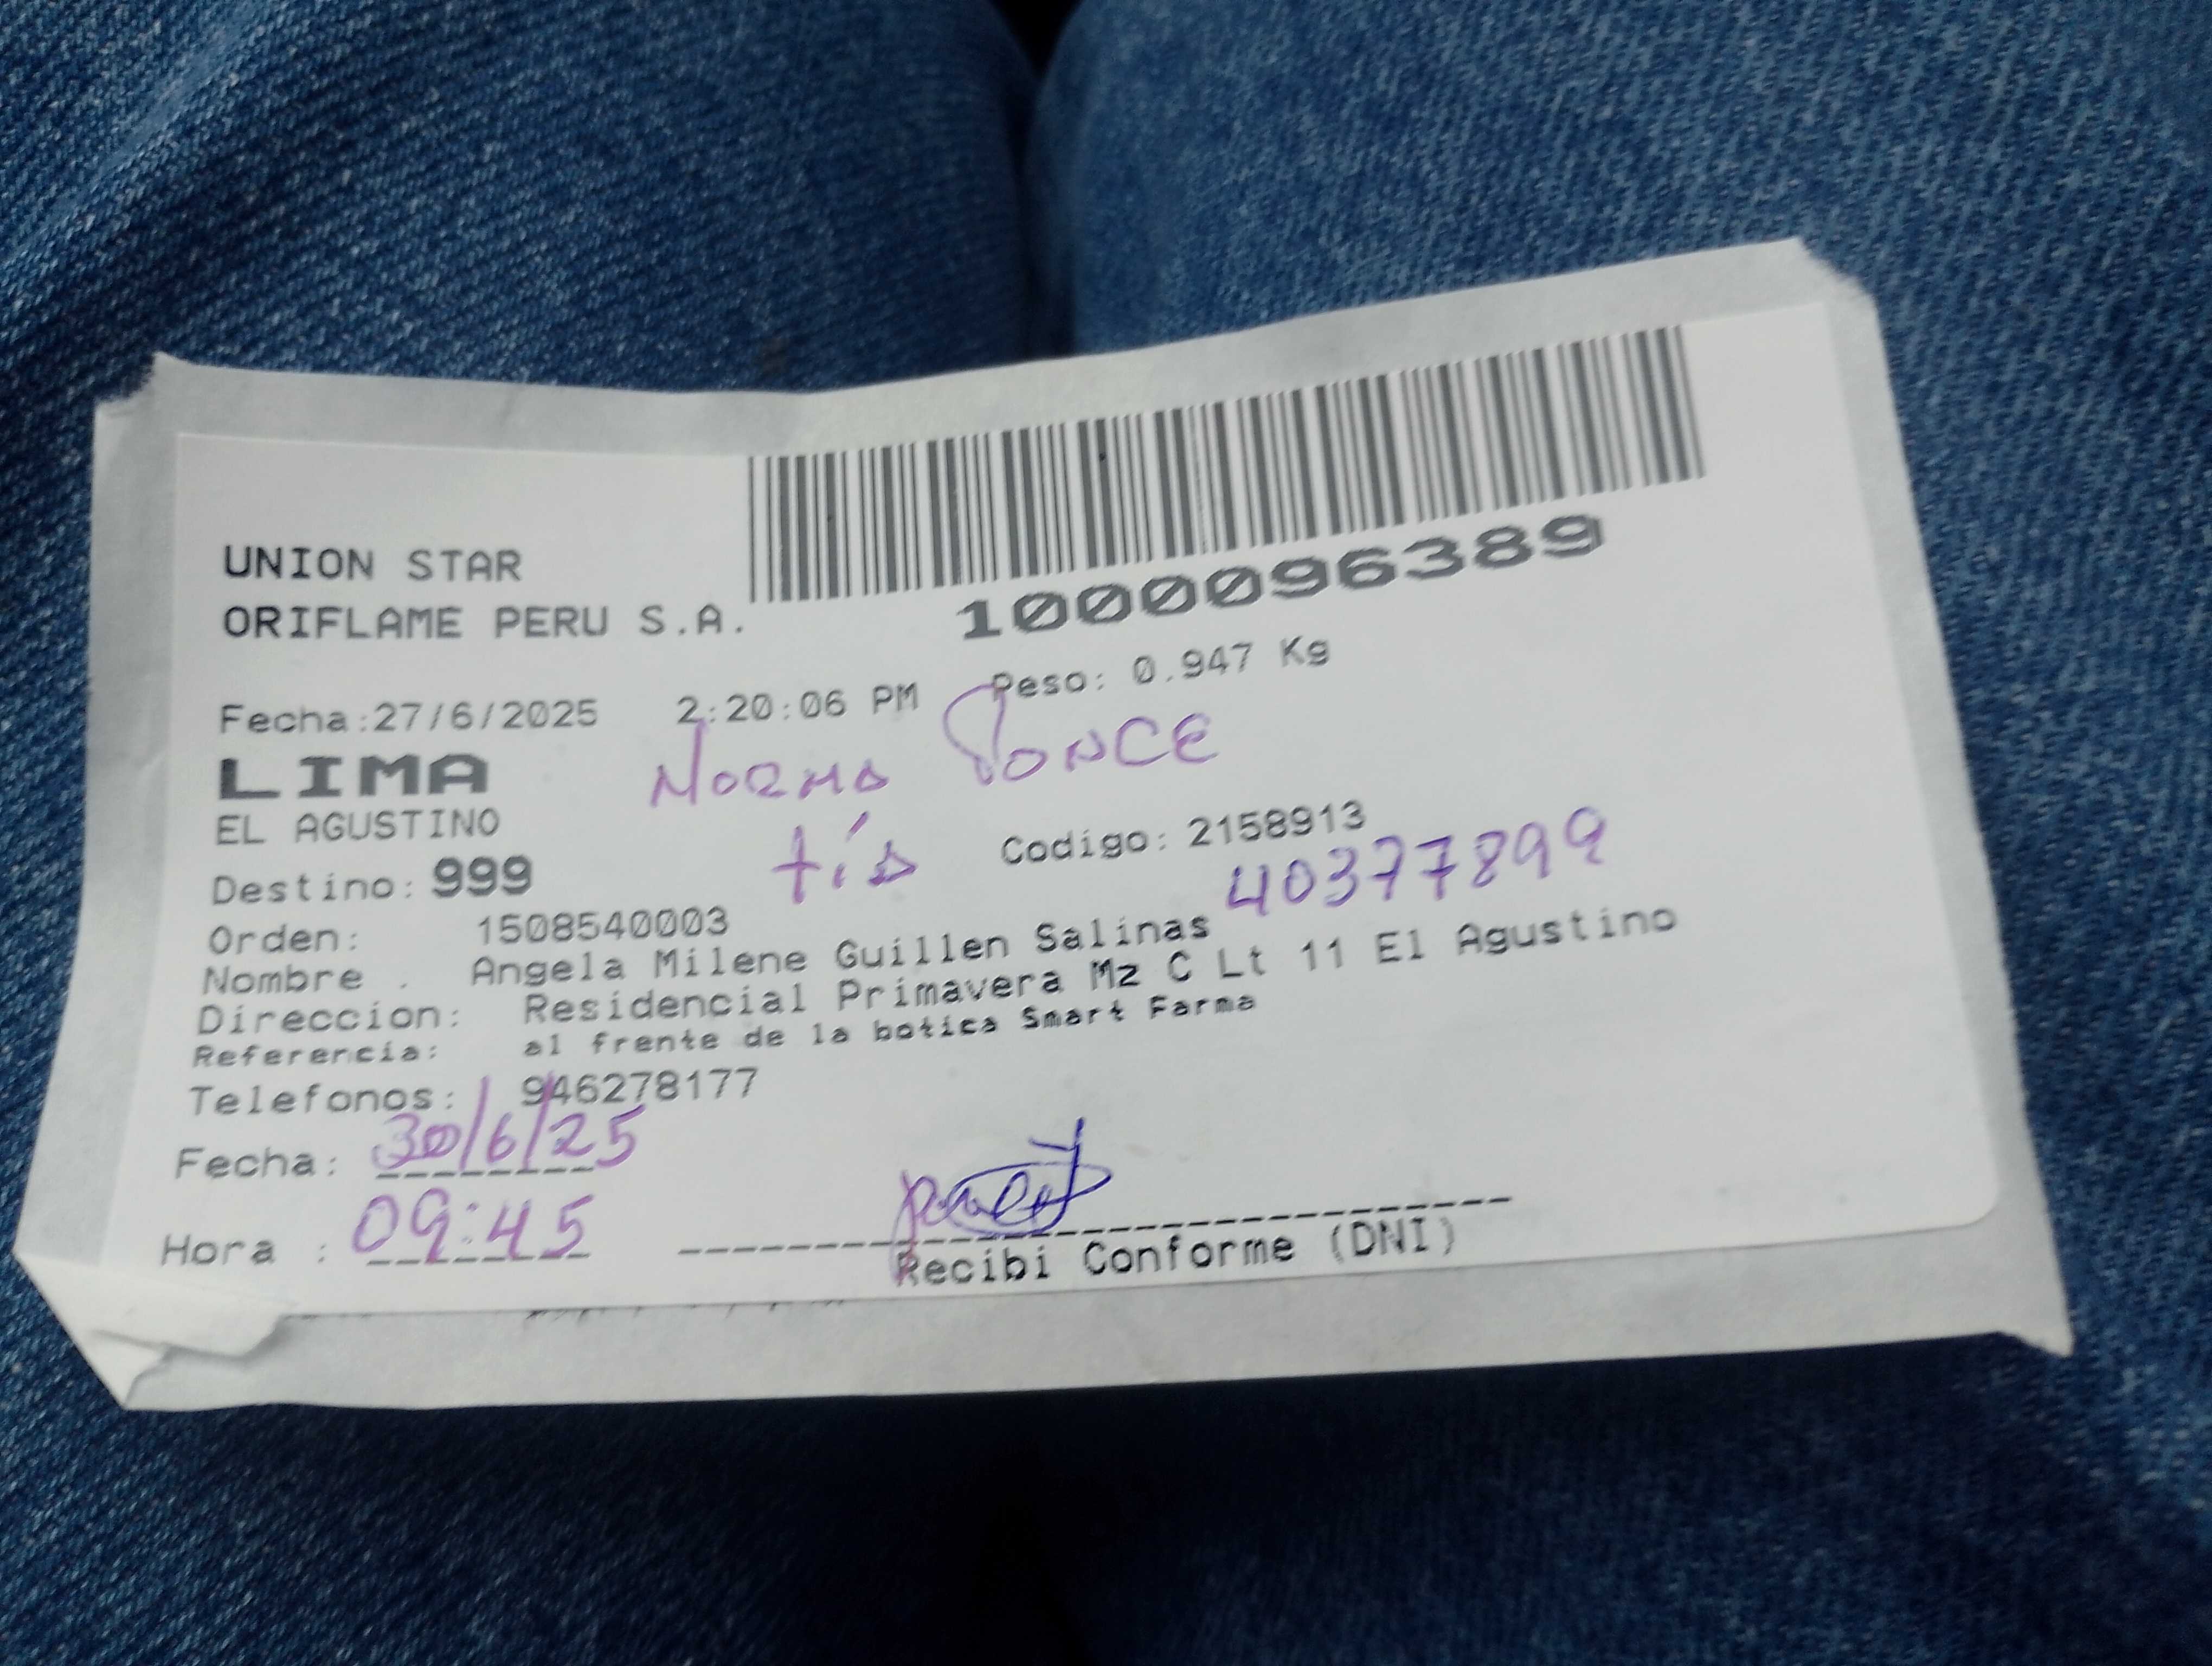 UNION STAR
ORIFLAME PERU S.A.
1000096389
Fecha:27/6/2025 2:20:06 PM Peso: 0.947 Kg
LIMA
Norma Ponce
EL AGUSTINO
tía
Codigo: 2158913
Destino: 999
40377899
Orden: 1508540003
Nombre . Angela Milene Guillen Salinas
Direccion: Residencial Primavera Mz C Lt 11 El Agustino
Referencia: al frente de la botica Smart Farma
Telefonos: 946278177
Fecha: 30/6/25
Hora : 09:45
Recibi Conforme (DNI)